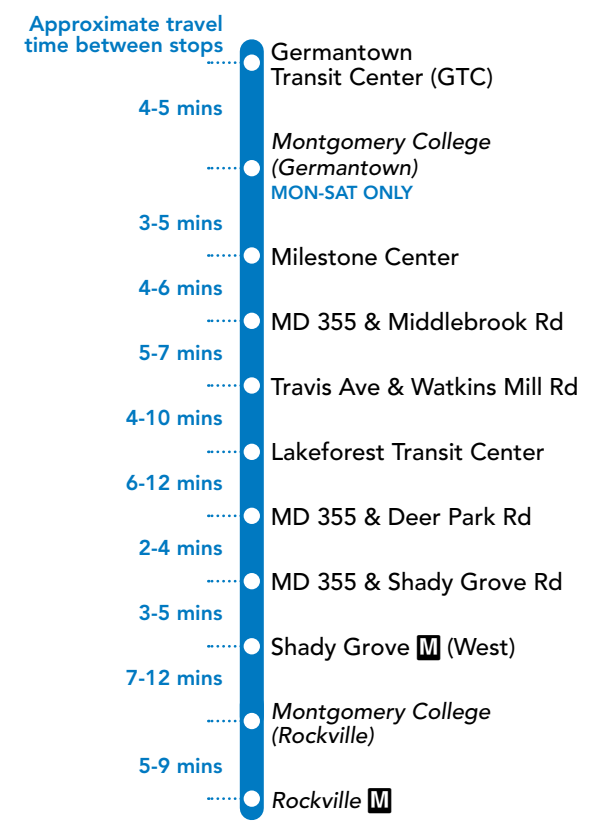 Approximate travel
time between stops
Germantown
Transit Center (GTC)
4-5 mins
Montgomery College
(Germantown)
MON-SAT ONLY
3-5 mins
Milestone Center
4-6 mins
MD 355 & Middlebrook Rd
5-7 mins
Travis Ave & Watkins Mill Rd
4-10 mins
Lakeforest Transit Center
6-12 mins
MD 355 & Deer Park Rd
2-4 mins
MD 355 & Shady Grove Rd
3-5 mins
Shady Grove M (West)
7-12 mins
Montgomery College
(Rockville)
5-9 mins
Rockville M